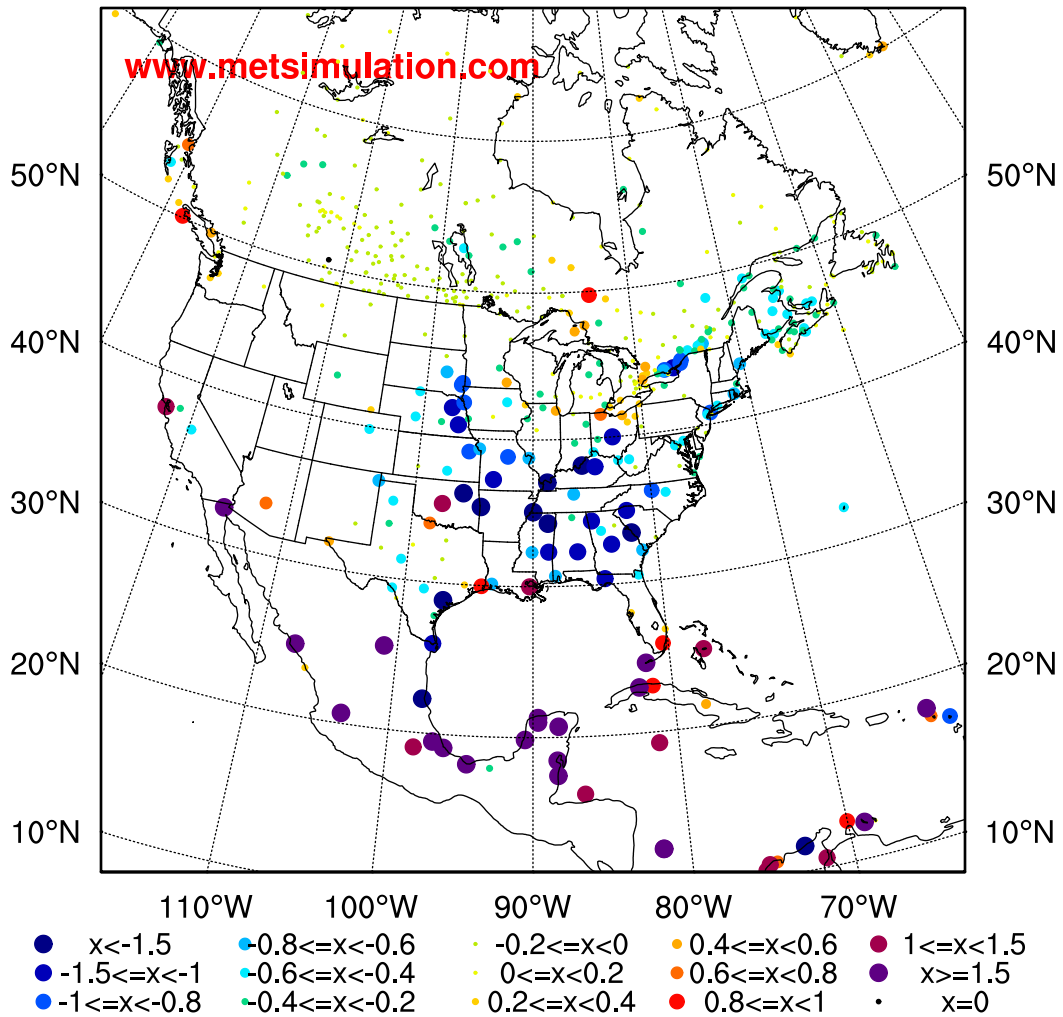 www.metsimulation.com
50°N 50°N
40°N 40°N
30°N 30°N
20°N 20°N
10°N 10°N
110°W 100°W 90°W 80°W 70°W
x<-1.5 -0.8<=x<-0.6 -0.2<=x<0 0.4<=x<0.6 1<=x<1.5
-1.5<=x<-1 -0.6<=x<-0.4 0<=x<0.2 0.6<=x<0.8 x>=1.5
-1<=x<-0.8 -0.4<=x<-0.2 0.2<=x<0.4 0.8<=x<1 x=0